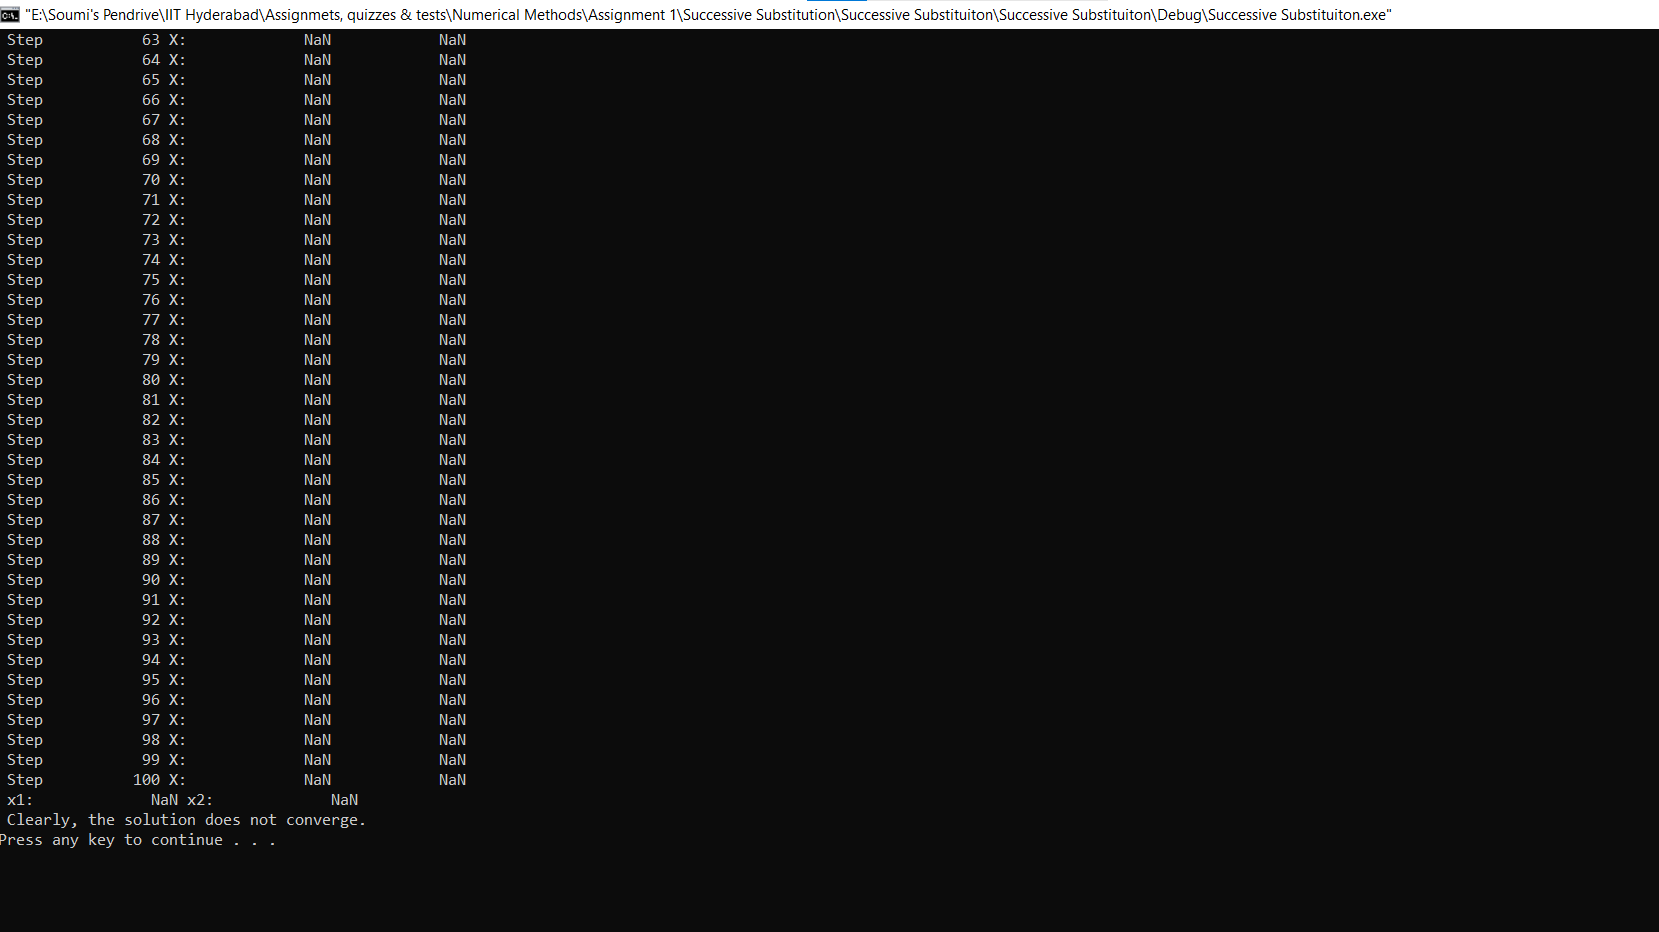 C:\. "E:\Soumi's Pendrive\IIT Hyderabad\Assignmets, quizzes & tests\Numerical Methods\Assignment 1\Successive Substitution\Successive Substituiton\Successive Substituiton\Debug\Successive Substituiton.exe"
Step 63 X: NaN NaN
Step 64 X: NaN NaN
Step 65 X: NaN NaN
Step 66 X: NaN NaN
Step 67 X: NaN NaN
Step 68 X: NaN NaN
Step 69 X: NaN NaN
Step 70 X: NaN NaN
Step 71 X: NaN NaN
Step 72 X: NaN NaN
Step 73 X: NaN NaN
Step 74 X: NaN NaN
Step 75 X: NaN NaN
Step 76 X: NaN NaN
Step 77 X: NaN NaN
Step 78 X: NaN NaN
Step 79 X: NaN NaN
Step 80 X: NaN NaN
Step 81 X: NaN NaN
Step 82 X: NaN NaN
Step 83 X: NaN NaN
Step 84 X: NaN NaN
Step 85 X: NaN NaN
Step 86 X: NaN NaN
Step 87 X: NaN NaN
Step 88 X: NaN NaN
Step 89 X: NaN NaN
Step 90 X: NaN NaN
Step 91 X: NaN NaN
Step 92 X: NaN NaN
Step 93 X: NaN NaN
Step 94 X: NaN NaN
Step 95 X: NaN NaN
Step 96 X: NaN NaN
Step 97 X: NaN NaN
Step 98 X: NaN NaN
Step 99 X: NaN NaN
Step 100 X: NaN NaN
x1: NaN x2: NaN
Clearly, the solution does not converge.
Press any key to continue . . .